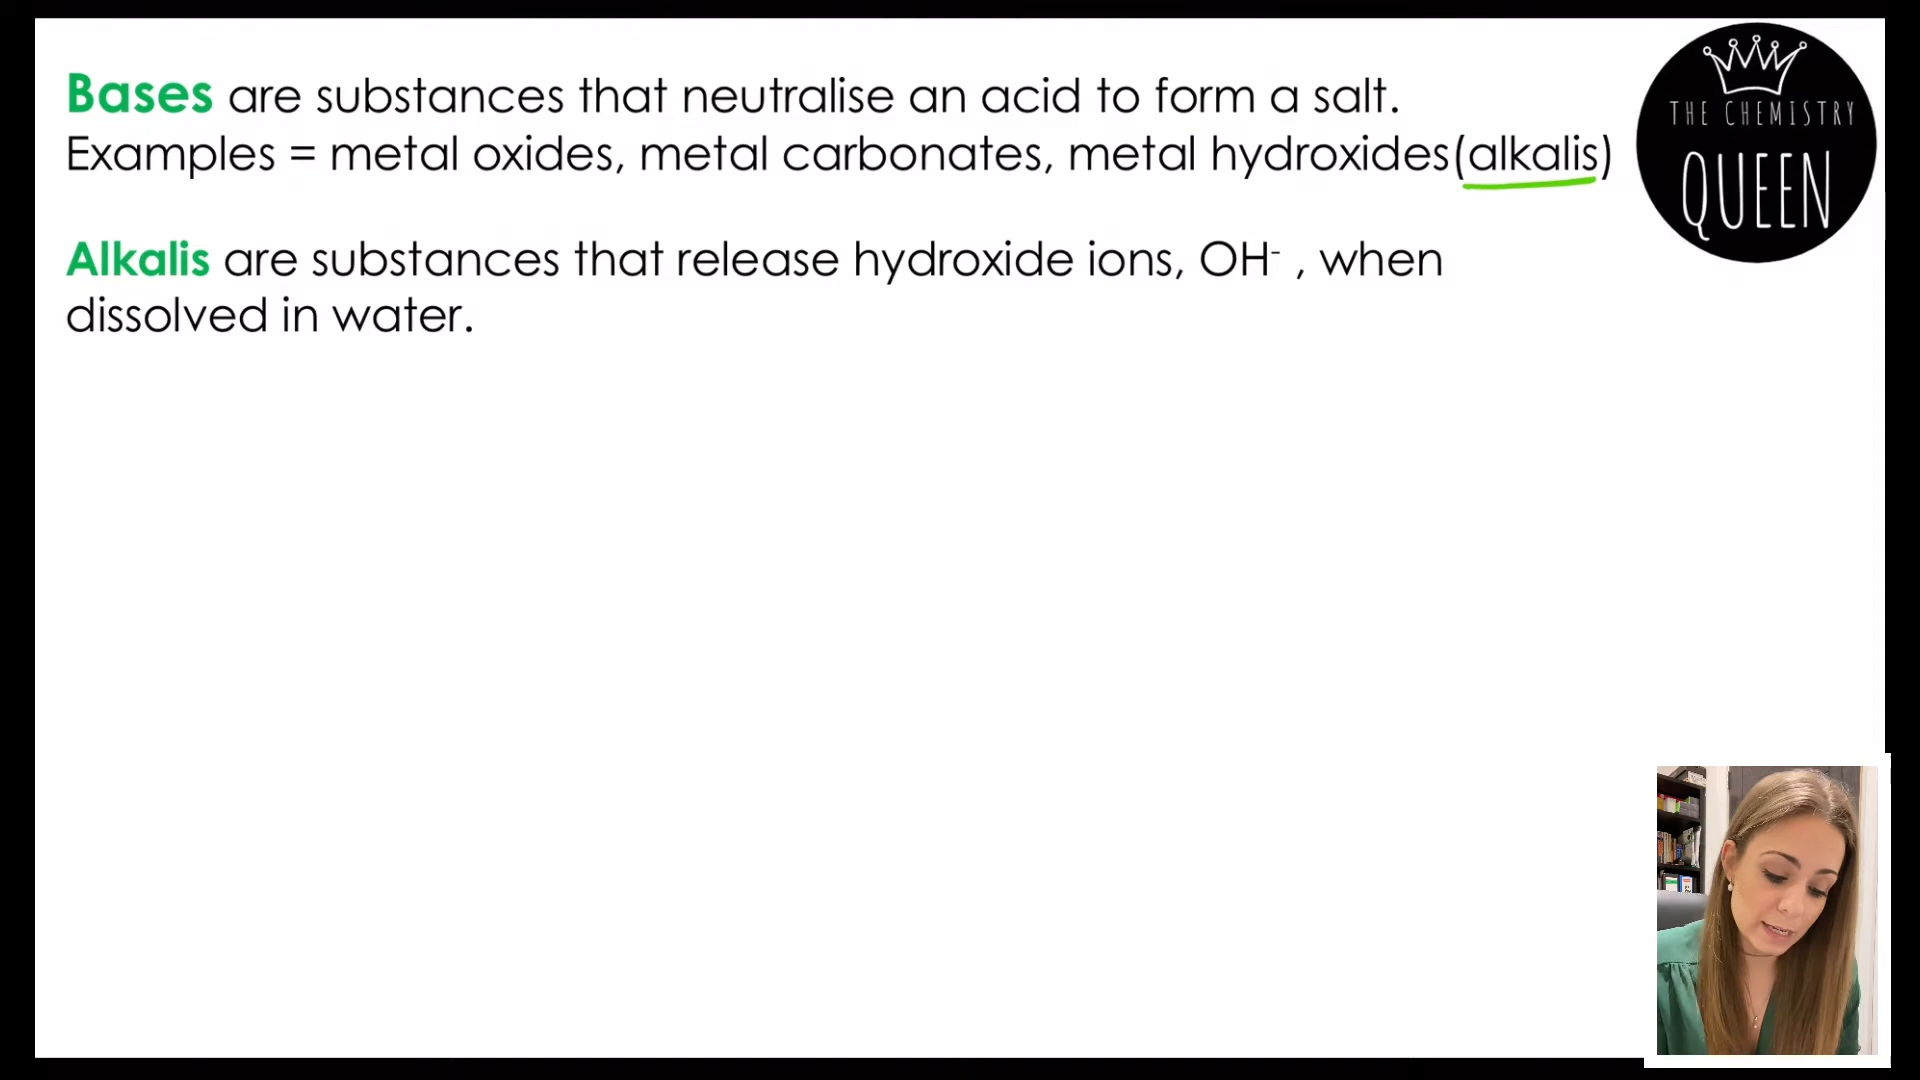 Bases are substances that neutralise an acid to form a salt.
Examples = metal oxides, metal carbonates, metal hydroxides(alkalis)
Alkalis are substances that release hydroxide ions, OH⁻ , when
dissolved in water.
THE CHEMISTRY
QUEEN